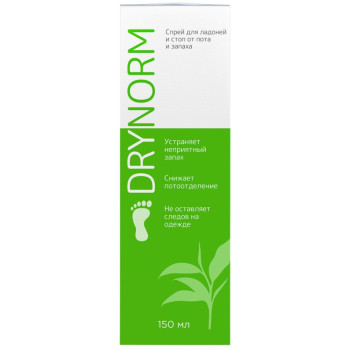 DRYNORM
Спрей для ладоней
и стоп от пота
и запаха
Устраняет
неприятный
запах
Снижает
потоотделение
Не оставляет
следов на
одежде
150 мл